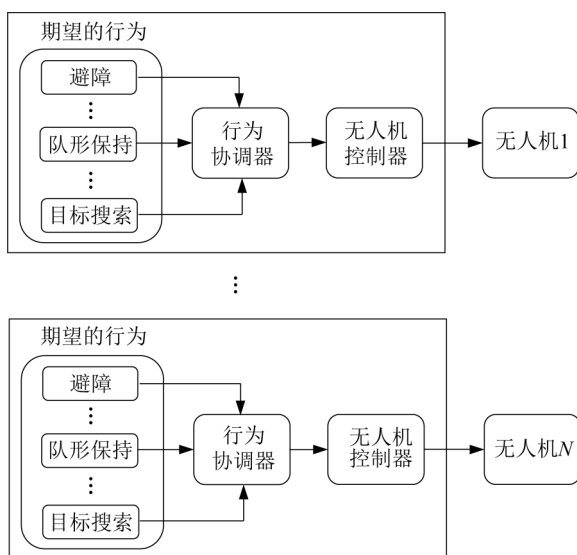 期望的行为
避障
⋮
队形保持
⋮
目标搜索
行为
协调器
无人机
控制器
无人机1
⋮
期望的行为
避障
⋮
队形保持
⋮
目标搜索
行为
协调器
无人机
控制器
无人机N